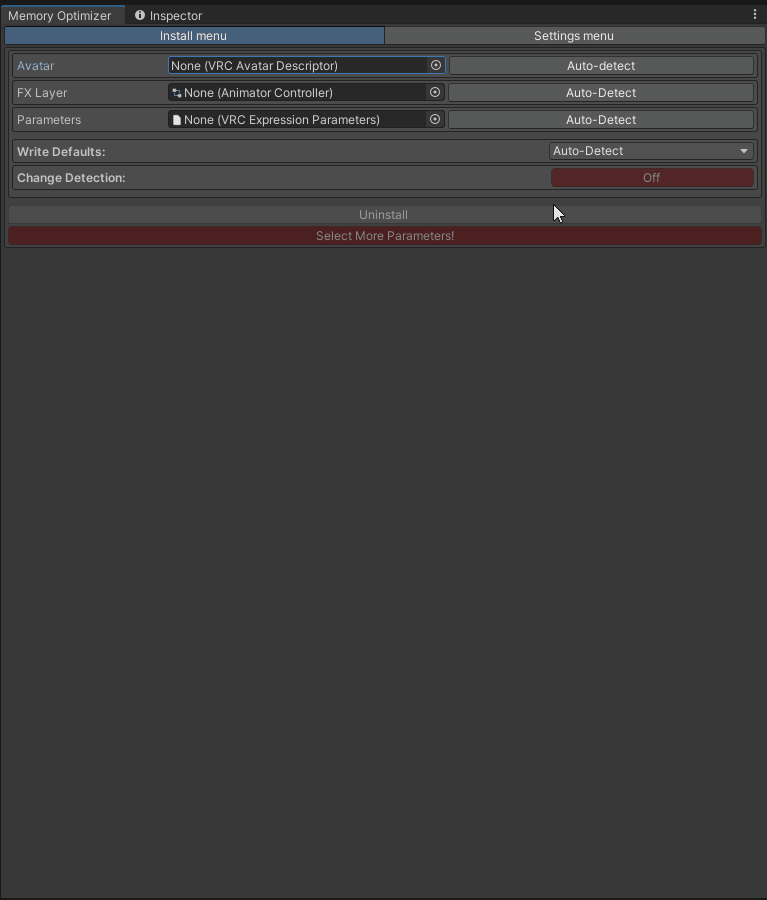 Memory Optimizer Inspector
Install menu Settings menu
Avatar None (VRC Avatar Descriptor) Auto-detect
FX Layer None (Animator Controller) Auto-Detect
Parameters None (VRC Expression Parameters) Auto-Detect
Write Defaults: Auto-Detect
Change Detection: Off
Uninstall
Select More Parameters!